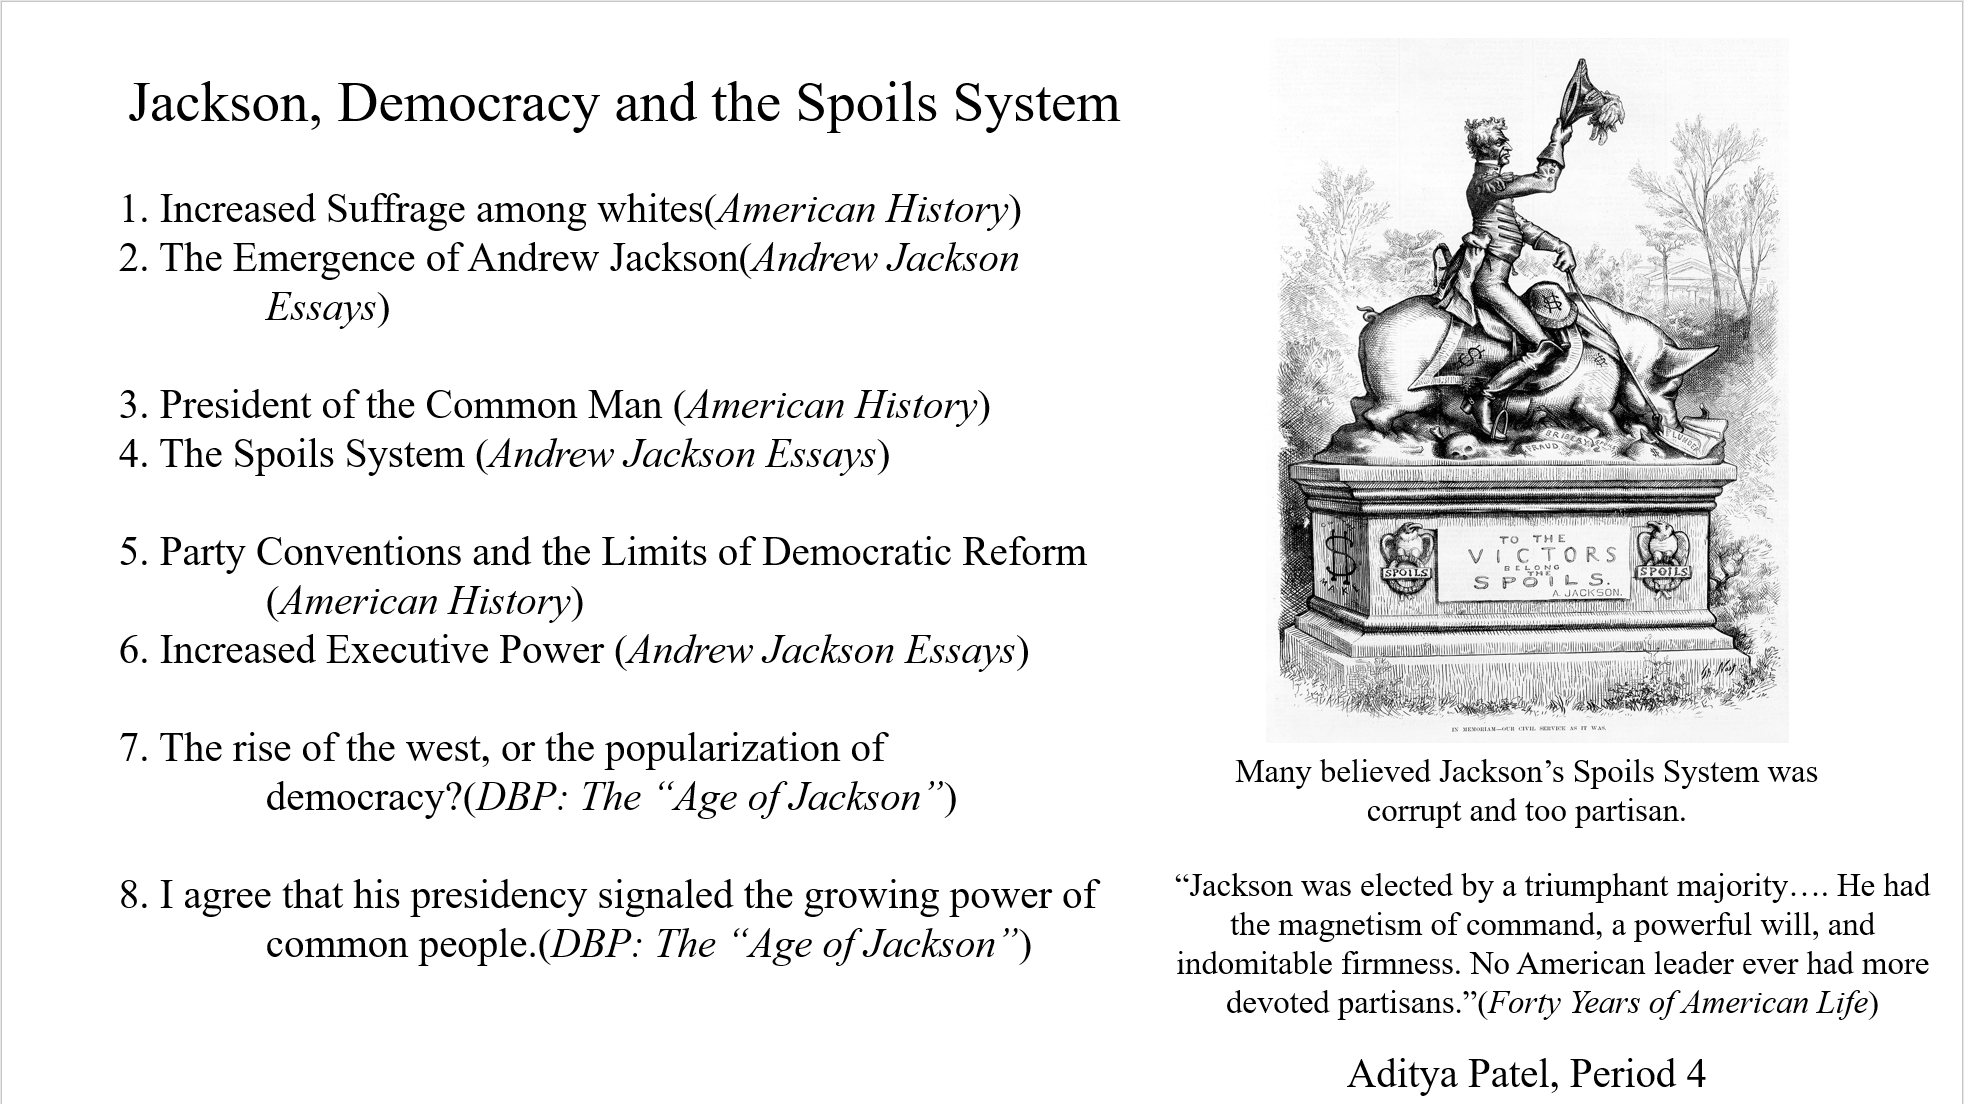 Jackson, Democracy and the Spoils System
1. Increased Suffrage among whites(American History)
2. The Emergence of Andrew Jackson(Andrew Jackson
Essays)
3. President of the Common Man (American History)
4. The Spoils System (Andrew Jackson Essays)
5. Party Conventions and the Limits of Democratic Reform
(American History)
6. Increased Executive Power (Andrew Jackson Essays)
7. The rise of the west, or the popularization of
democracy?(DBP: The “Age of Jackson”)
8. I agree that his presidency signaled the growing power of
common people.(DBP: The “Age of Jackson”)
$
$
BRIBERY
FRAUD
PLUNDER
$
SPOILS
TO THE
VICTORS
BELONG
THE
SPOILS.
A. JACKSON.
SPOILS
IN MEMORIAM—OUR CIVIL SERVICE AS IT WAS.
Many believed Jackson’s Spoils System was
corrupt and too partisan.
“Jackson was elected by a triumphant majority…. He had
the magnetism of command, a powerful will, and
indomitable firmness. No American leader ever had more
devoted partisans.”(Forty Years of American Life)
Aditya Patel, Period 4